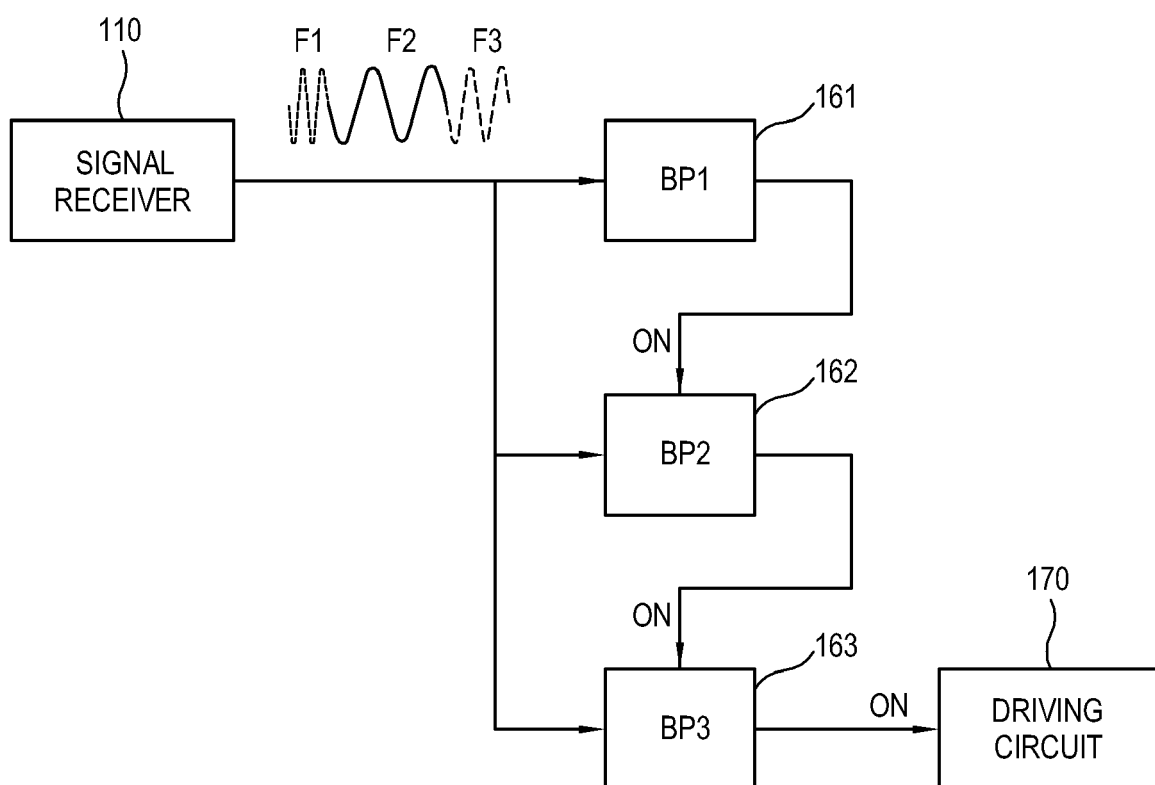 110
F1 F2 F3
161
SIGNAL
RECEIVER
BP1
ON
162
BP2
ON
163
170
BP3
ON
DRIVING
CIRCUIT